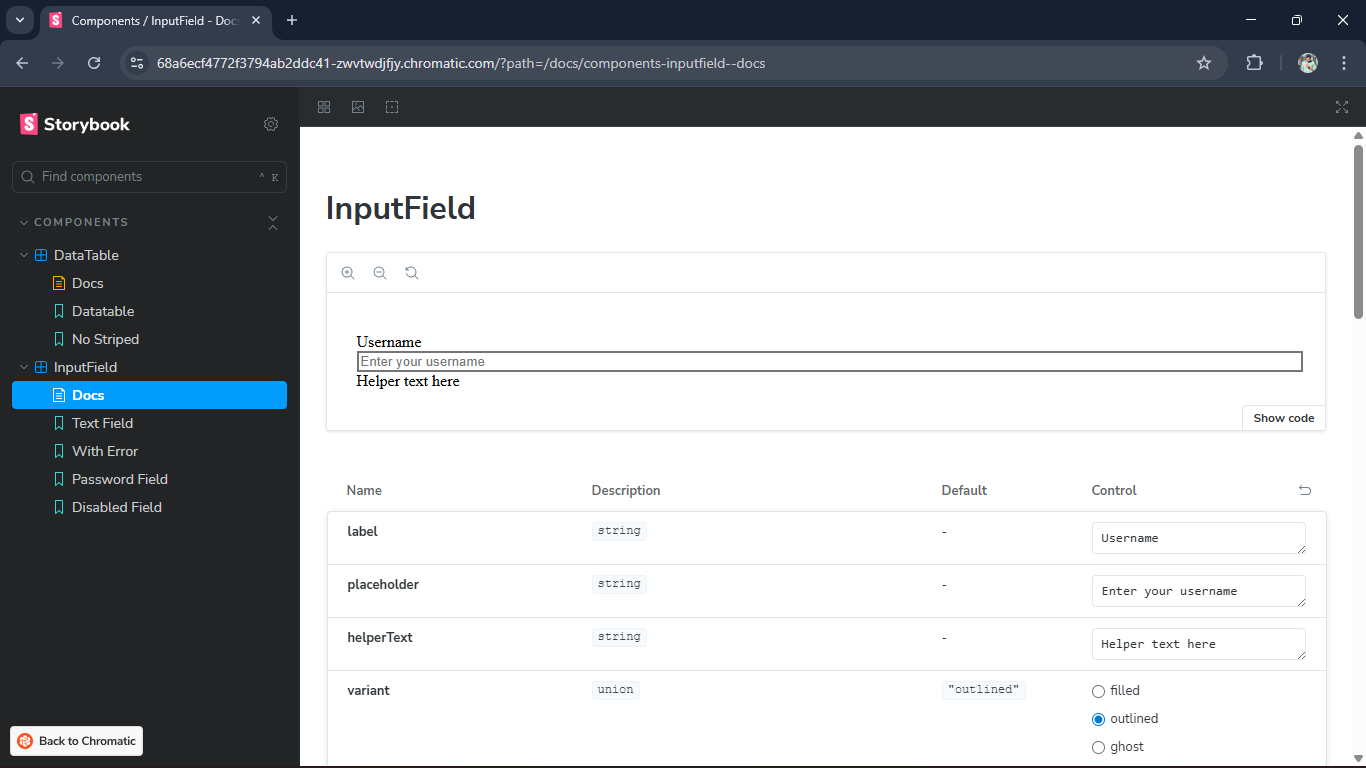 Components / InputField - Doc
68a6ecf4772f3794ab2ddc41-zwvtwdjfjy.chromatic.com/?path=/docs/components-inputfield--docs
Storybook
Find components
^ K
COMPONENTS
DataTable
Docs
Datatable
No Striped
InputField
Docs
Text Field
With Error
Password Field
Disabled Field
Back to Chromatic
InputField
Username
Enter your username
Helper text here
Show code
Name Description Default Control
label string - Username
placeholder string - Enter your username
helperText string - Helper text here
variant union "outlined" filled
outlined
ghost